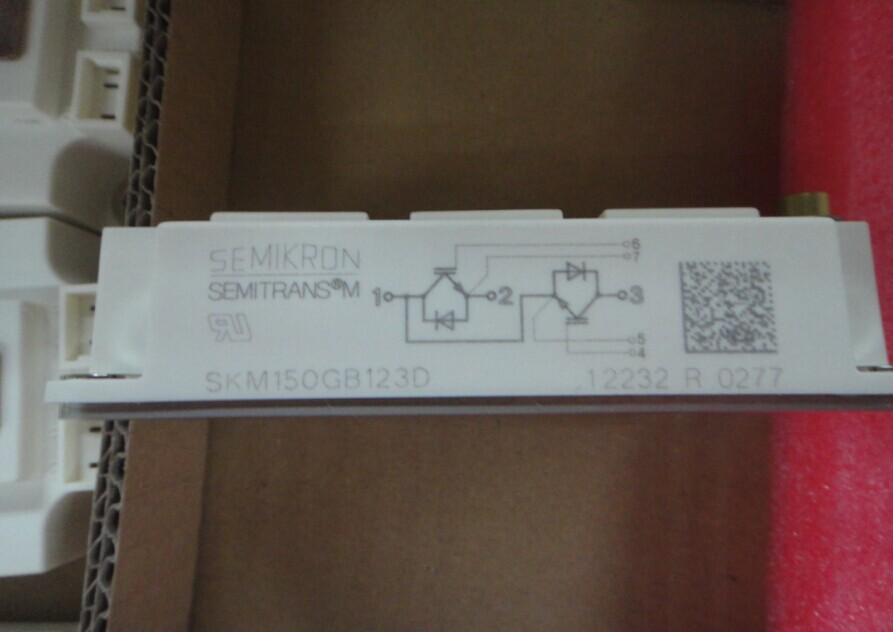 SEMIKRON
SEMITRANS®M
1 2 3
6
7
5
4
SKM150GB123D 12232 R 0277